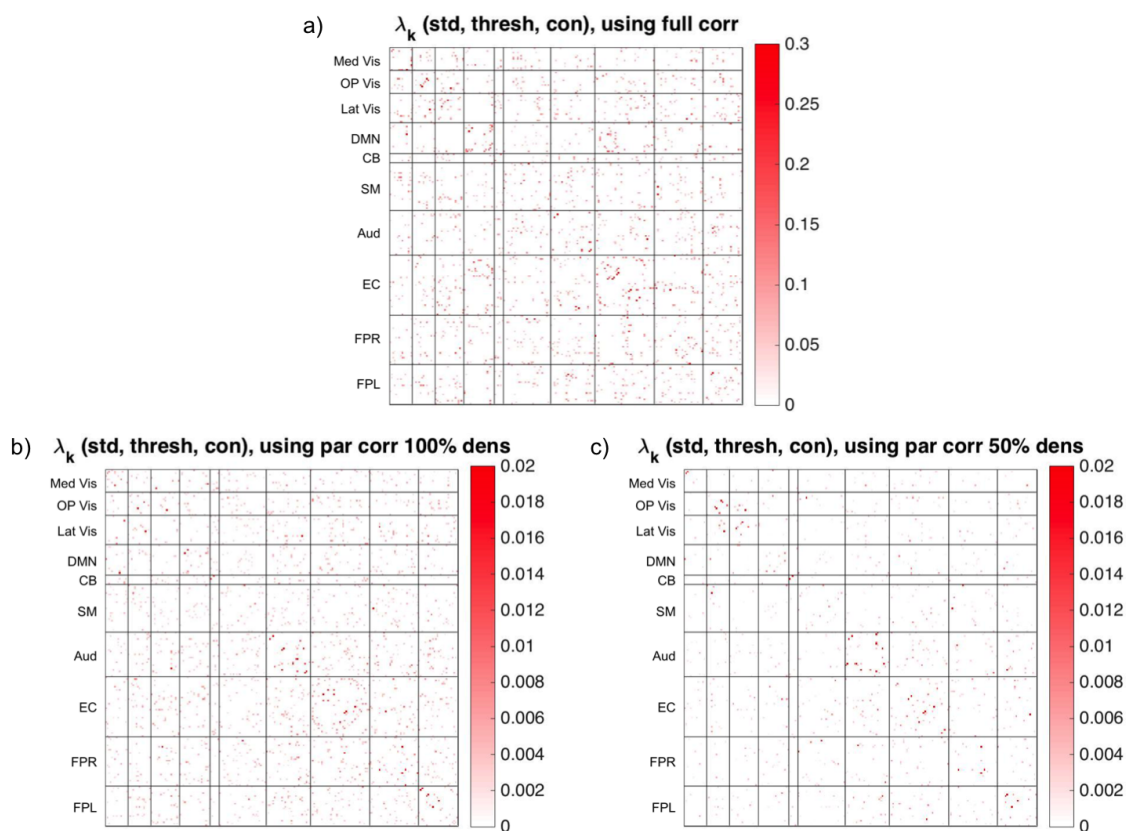 a) λk (std, thresh, con), using full corr
Med Vis
OP Vis
Lat Vis
DMN
CB
SM
Aud
EC
FPR
FPL
0.3
0.25
0.2
0.15
0.1
0.05
0
b) λk (std, thresh, con), using par corr 100% dens
Med Vis
OP Vis
Lat Vis
DMN
CB
SM
Aud
EC
FPR
FPL
0.02
0.018
0.016
0.014
0.012
0.01
0.008
0.006
0.004
0.002
0
c) λk (std, thresh, con), using par corr 50% dens
Med Vis
OP Vis
Lat Vis
DMN
CB
SM
Aud
EC
FPR
FPL
0.02
0.018
0.016
0.014
0.012
0.01
0.008
0.006
0.004
0.002
0